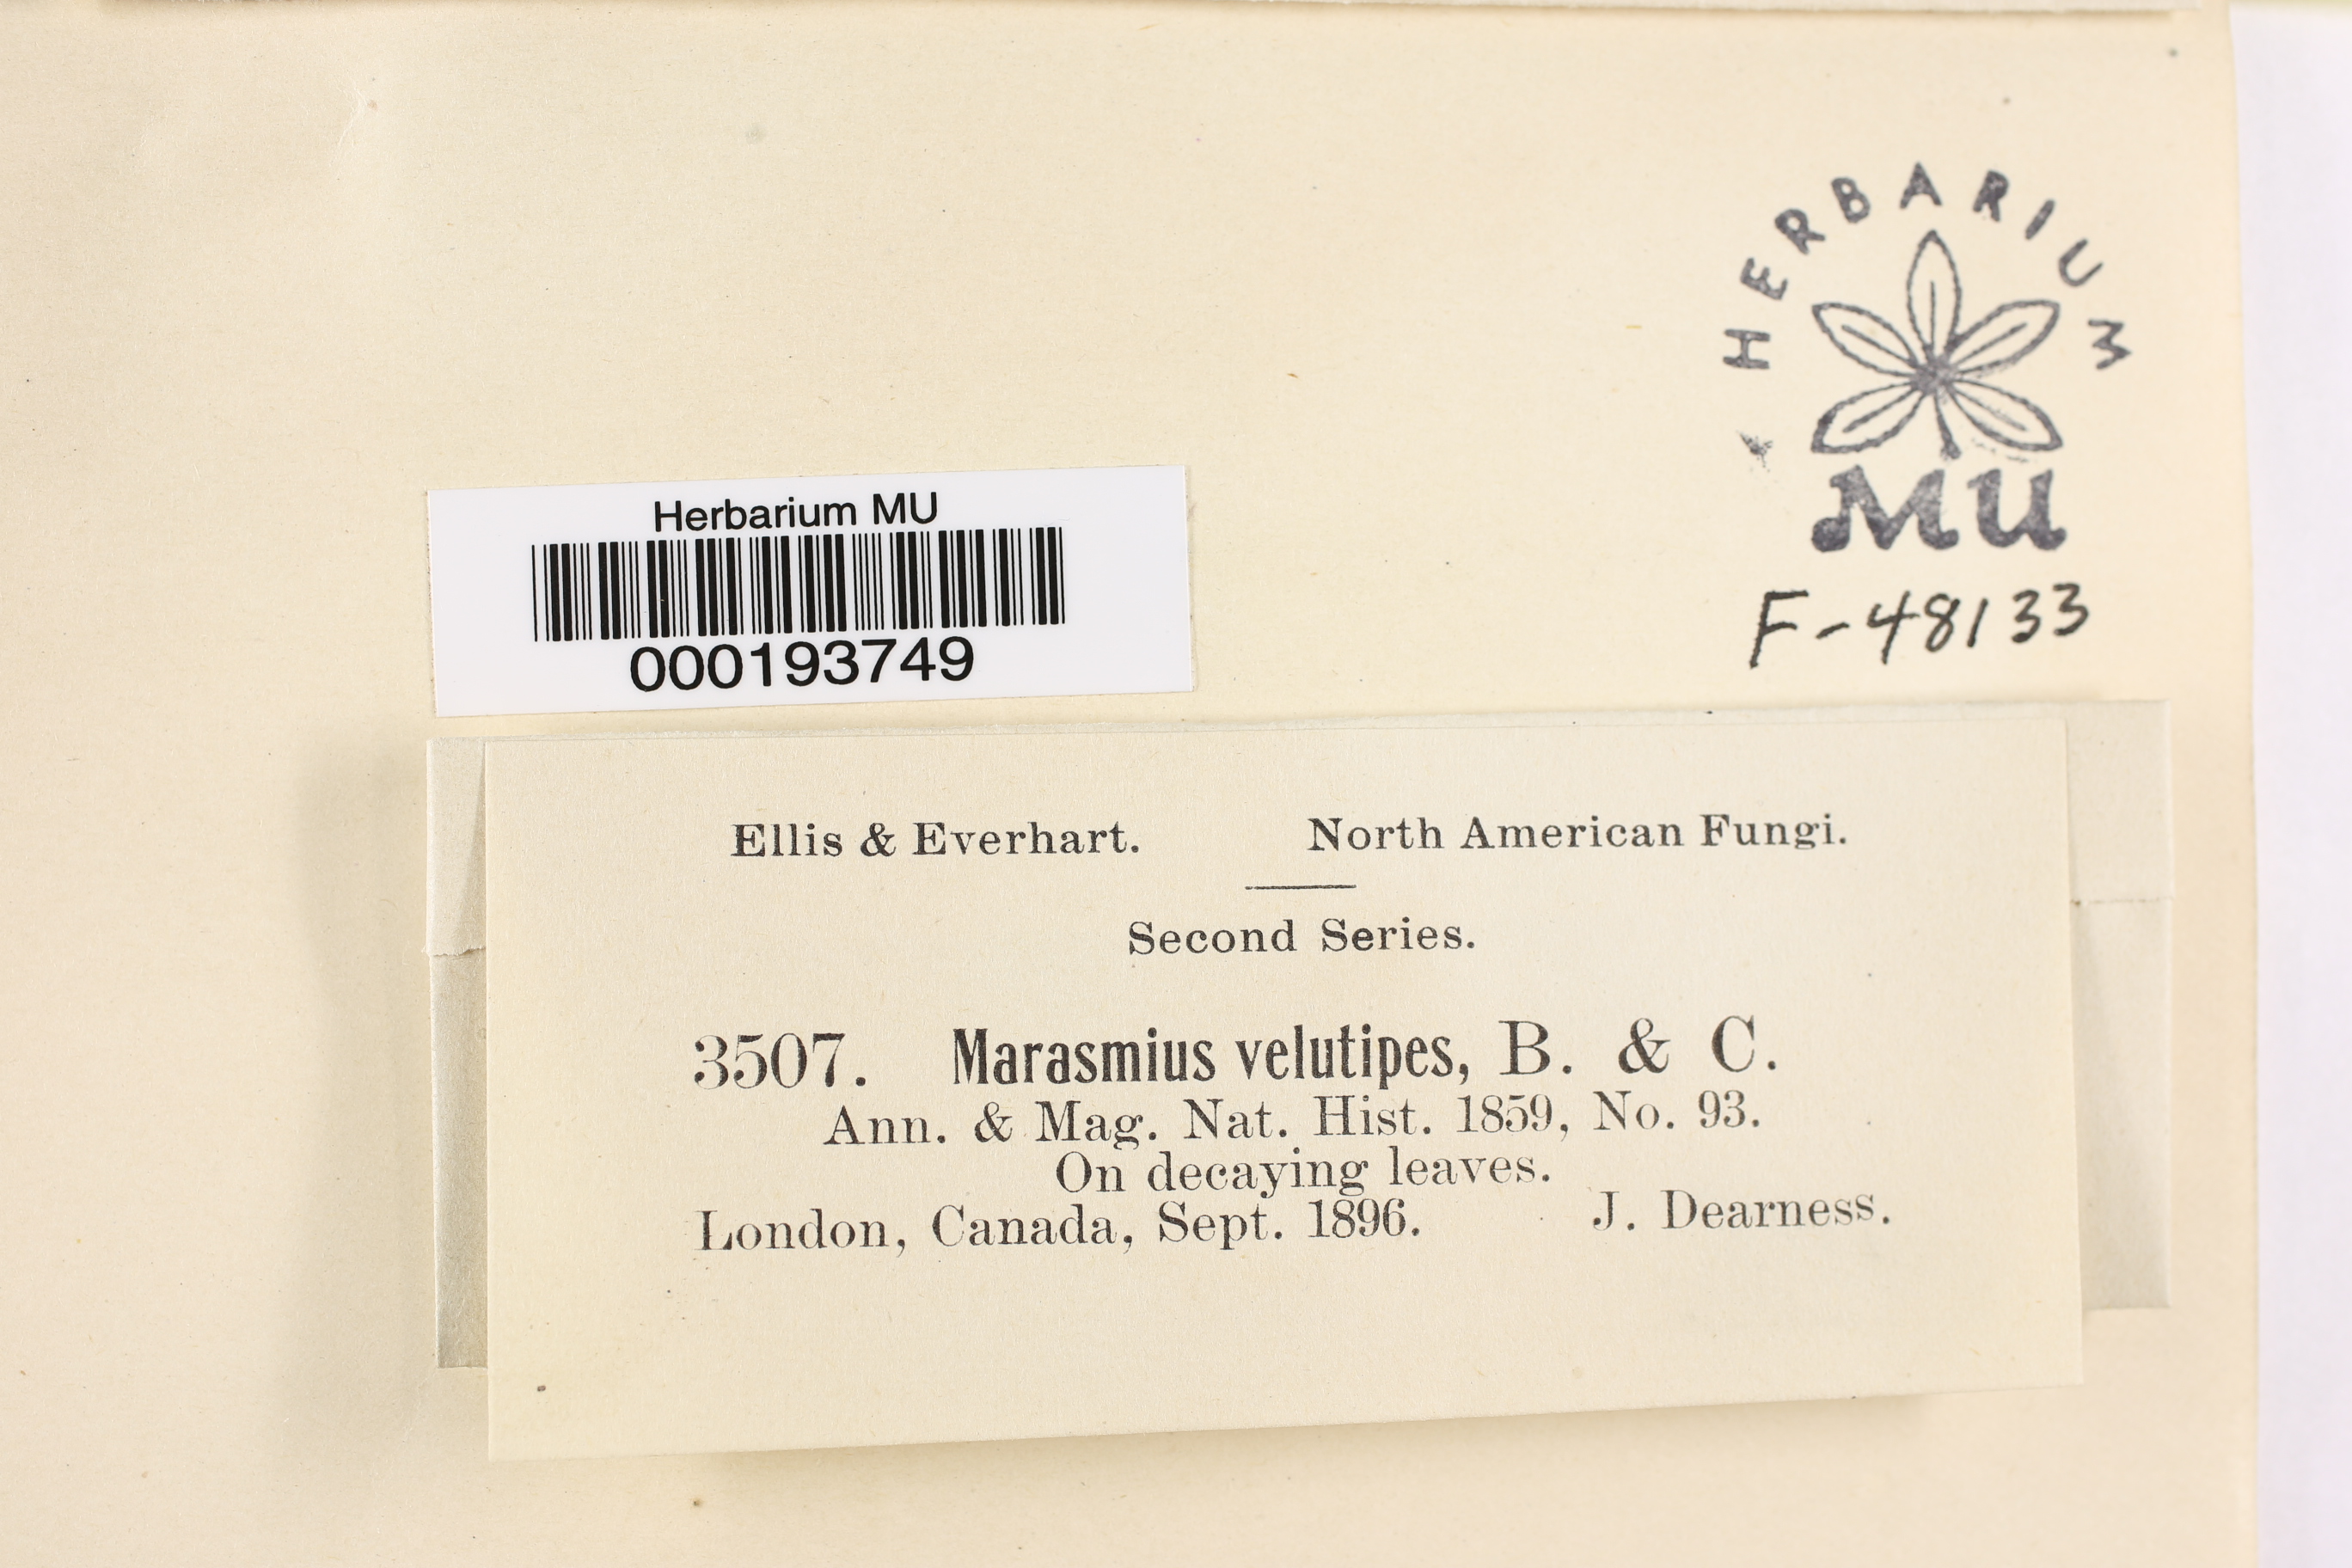 HERBARIUM
MU
F-48133
Herbarium MU
000193749
Ellis & Everhart. North American Fungi.
Second Series.
3507. Marasmius velutipes, B. & C.
Ann. & Mag. Nat. Hist. 1859, No. 93.
On decaying leaves.
London, Canada, Sept. 1896. J. Dearness.